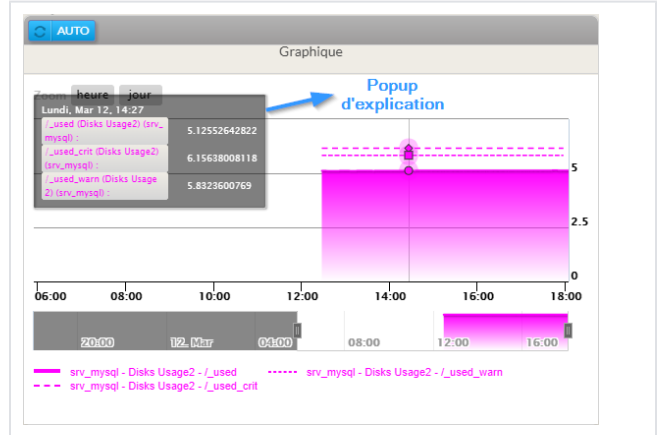 AUTO
Graphique
Zoom heure jour
Popup
d'explication
Lundi, Mar 12, 14:27
/_used (Disks Usage2) (srv_
mysql) :
5.12552642822
/_used_crit (Disks Usage2)
(srv_mysql) :
6.15638008118
/_used_warn (Disks Usage
2) (srv_mysql) :
5.8323600769
5
2.5
0
06:00 08:00 10:00 12:00 14:00 16:00 18:00
20:00 12. Mar 04:00 08:00 12:00 16:00
srv_mysql - Disks Usage2 - /_used srv_mysql - Disks Usage2 - /_used_warn
srv_mysql - Disks Usage2 - /_used_crit